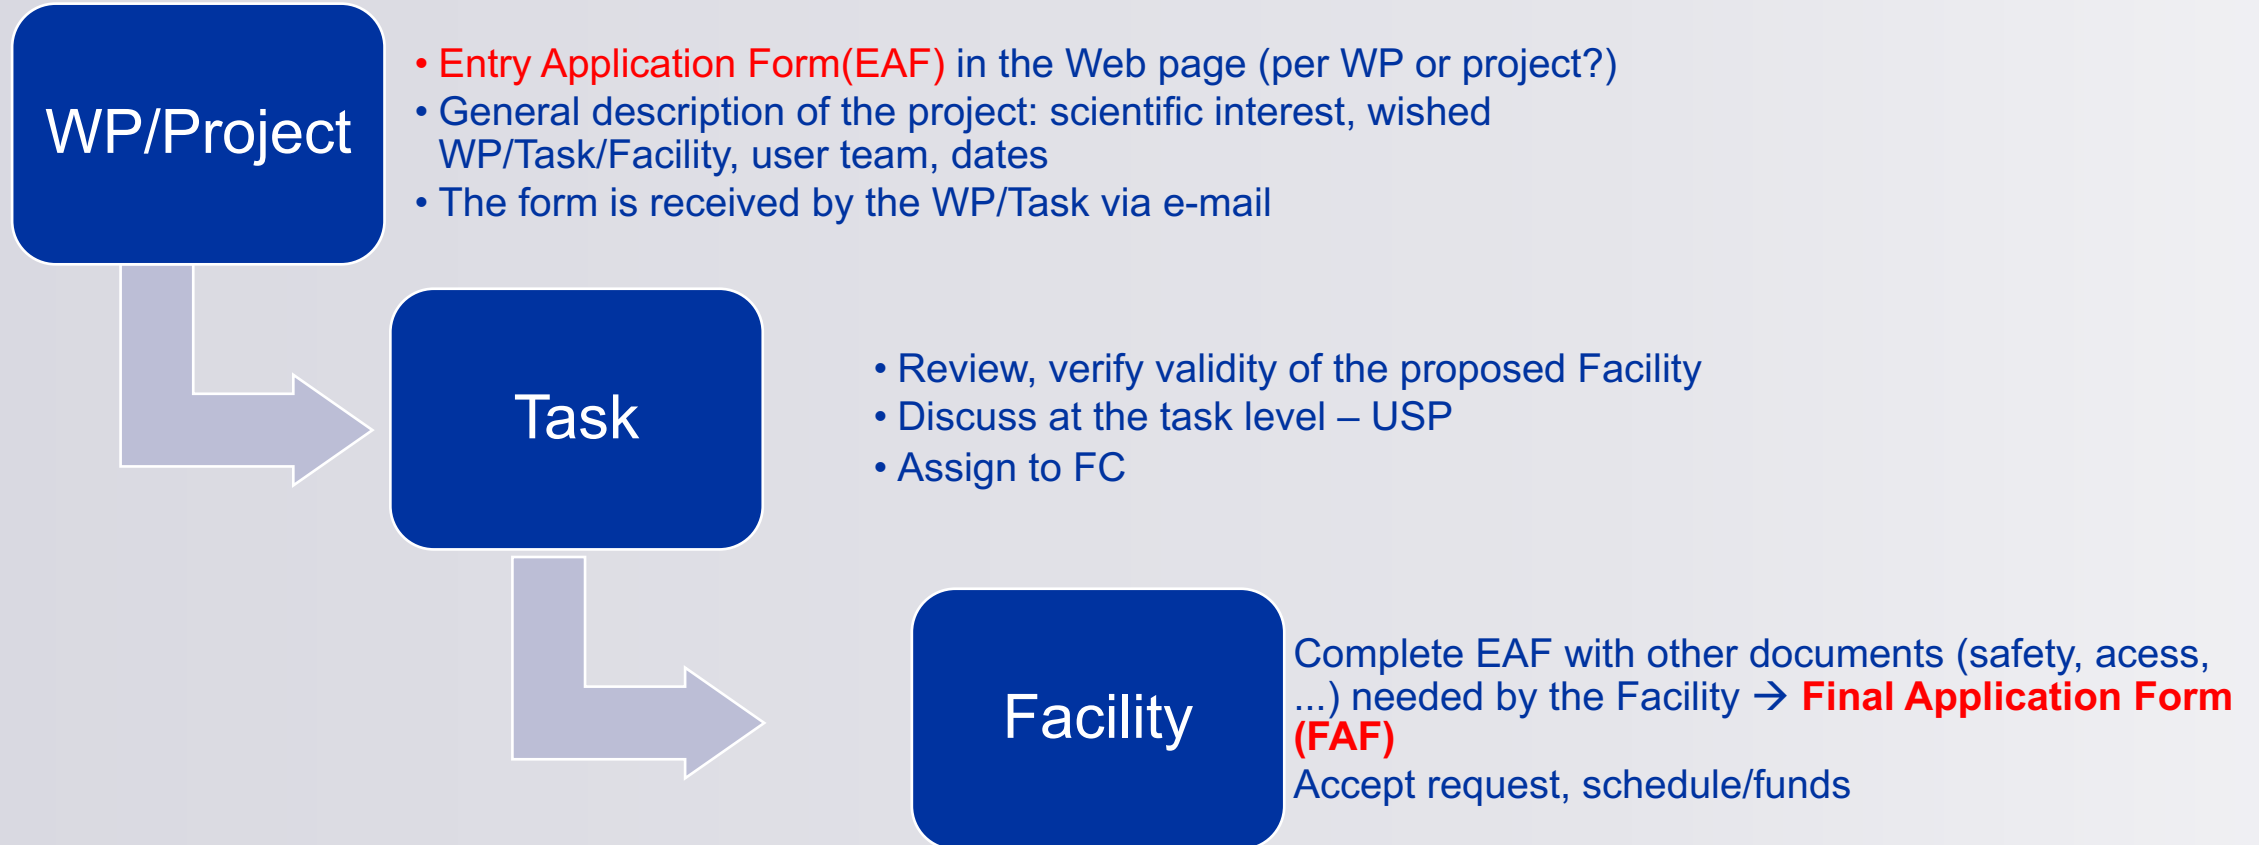 WP/Project
• Entry Application Form(EAF) in the Web page (per WP or project?)
• General description of the project: scientific interest, wished
WP/Task/Facility, user team, dates
• The form is received by the WP/Task via e-mail
Task
• Review, verify validity of the proposed Facility
• Discuss at the task level – USP
• Assign to FC
Facility
Complete EAF with other documents (safety, acess,
...) needed by the Facility → Final Application Form
(FAF)
Accept request, schedule/funds